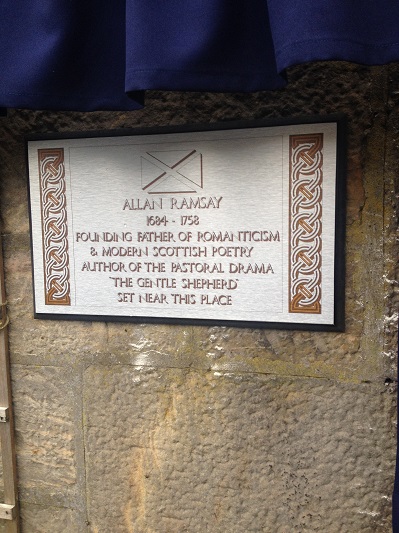 ALLAN RAMSAY
1684 - 1758
FOUNDING FATHER OF ROMANTICISM
& MODERN SCOTTISH POETRY
AUTHOR OF THE PASTORAL DRAMA
"THE GENTLE SHEPHERD"
SET NEAR THIS PLACE